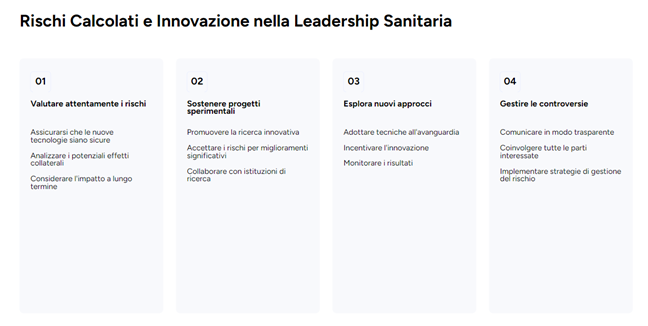 Rischi Calcolati e Innovazione nella Leadership Sanitaria
01
Valutare attentamente i rischi
Assicurarsi che le nuove
tecnologie siano sicure
Analizzare i potenziali effetti
collaterali
Considerare l'impatto a lungo
termine
02
Sostenere progetti
sperimentali
Promuovere la ricerca innovativa
Accettare i rischi per miglioramenti
significativi
Collaborare con istituzioni di
ricerca
03
Esplora nuovi approcci
Adottare tecniche all'avanguardia
Incentivare l'innovazione
Monitorare i risultati
04
Gestire le controversie
Comunicare in modo trasparente
Coinvolgere tutte le parti
interessate
Implementare strategie di gestione
del rischio